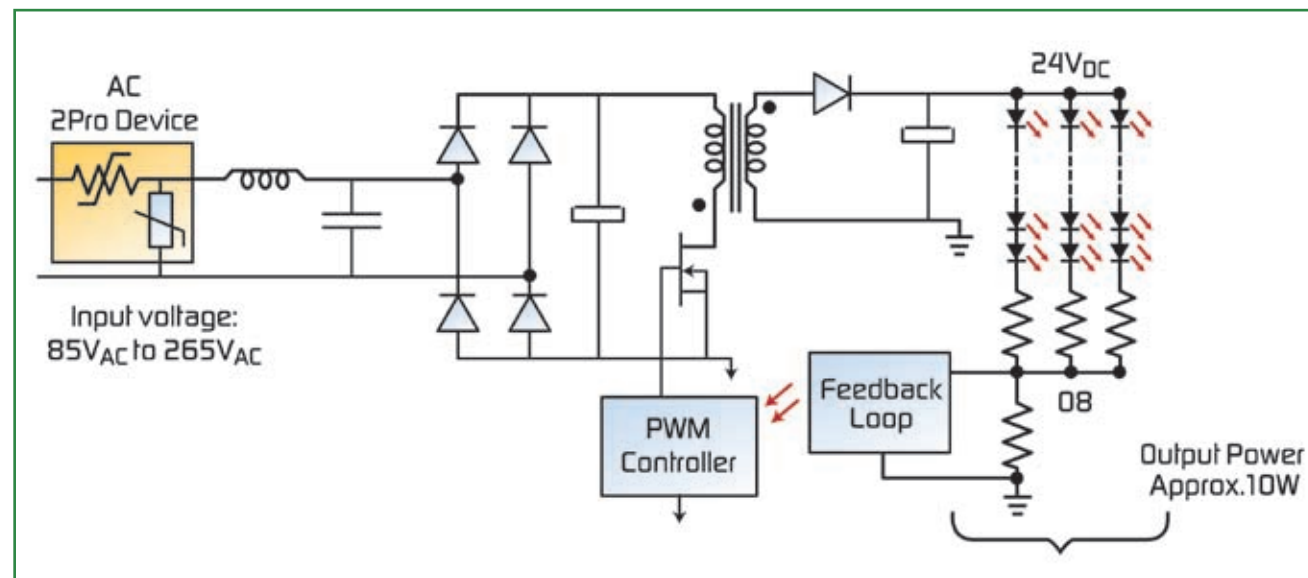 AC
2Pro Device
Input voltage:
85VAC to 265VAC
24VDC
PWM
Controller
Feedback
Loop
08
Output Power
Approx.10W